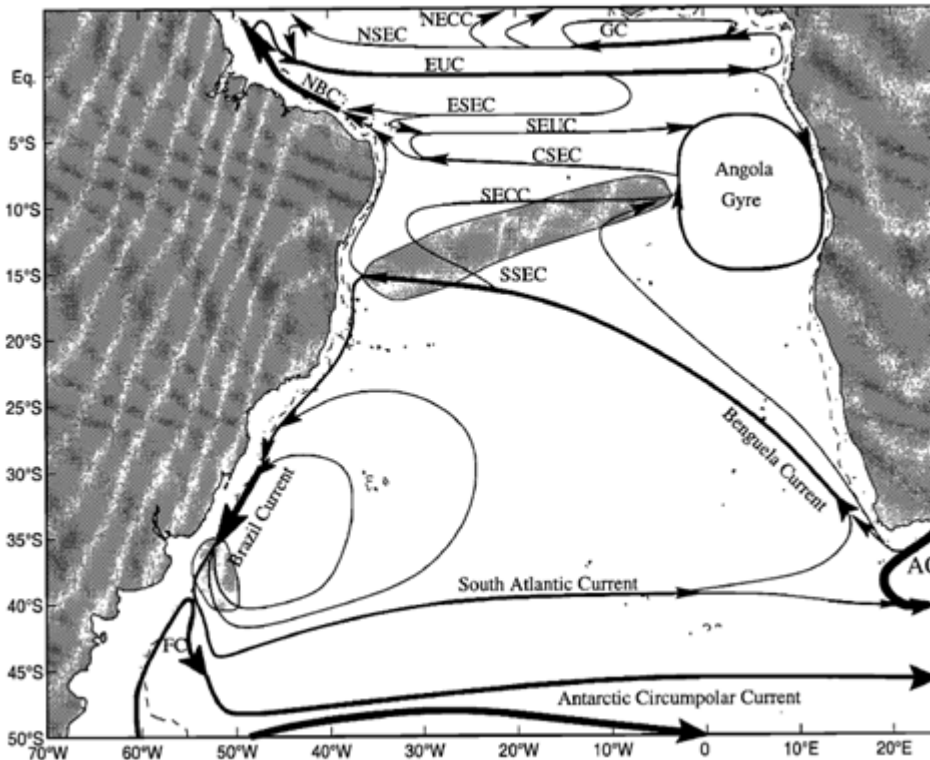 NECC
NSEC
GC
EUC
Eq.
NBC
ESEC
SEUC
5°S
CSEC
Angola
Gyre
SECC
10°S
15°S
SSEC
20°S
25°S
Benguela Current
30°S
Brazil Current
35°S
AC
South Atlantic Current
40°S
FC
45°S
Antarctic Circumpolar Current
50°S
70°W
60°W
50°W
40°W
30°W
20°W
10°W
0
10°E
20°E